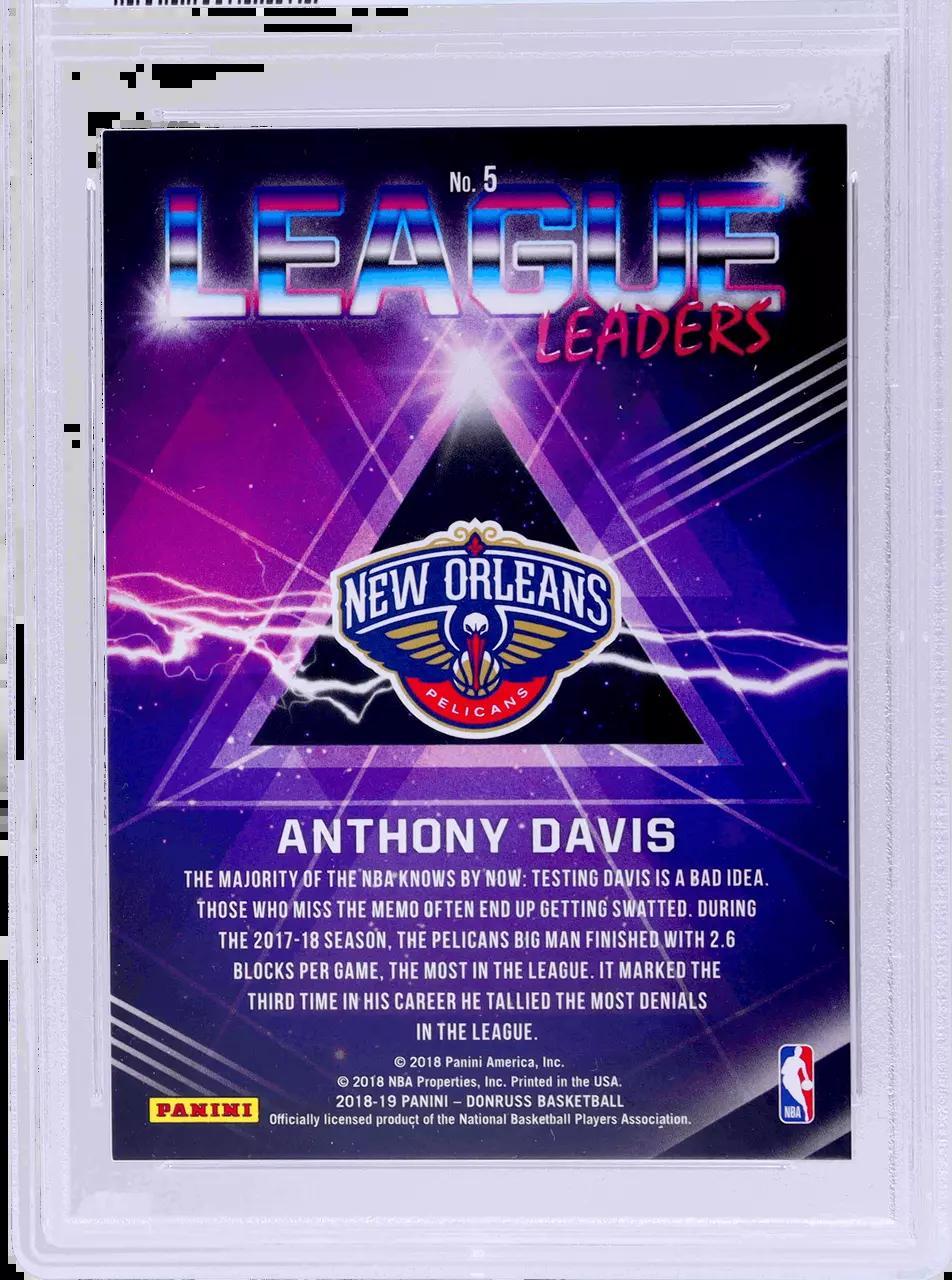 No. 5
LEAGUE
LEADERS
NEW ORLEANS
PELICANS
ANTHONY DAVIS
THE MAJORITY OF THE NBA KNOWS BY NOW: TESTING DAVIS IS A BAD IDEA.
THOSE WHO MISS THE MEMO OFTEN END UP GETTING SWATTED. DURING
THE 2017-18 SEASON, THE PELICANS BIG MAN FINISHED WITH 2.6
BLOCKS PER GAME, THE MOST IN THE LEAGUE. IT MARKED THE
THIRD TIME IN HIS CAREER HE TALLIED THE MOST DENIALS
IN THE LEAGUE.
© 2018 Panini America, Inc.
© 2018 NBA Properties, Inc. Printed in the USA.
2018-19 PANINI – DONRUSS BASKETBALL
Officially licensed product of the National Basketball Players Association.
PANINI
NBA